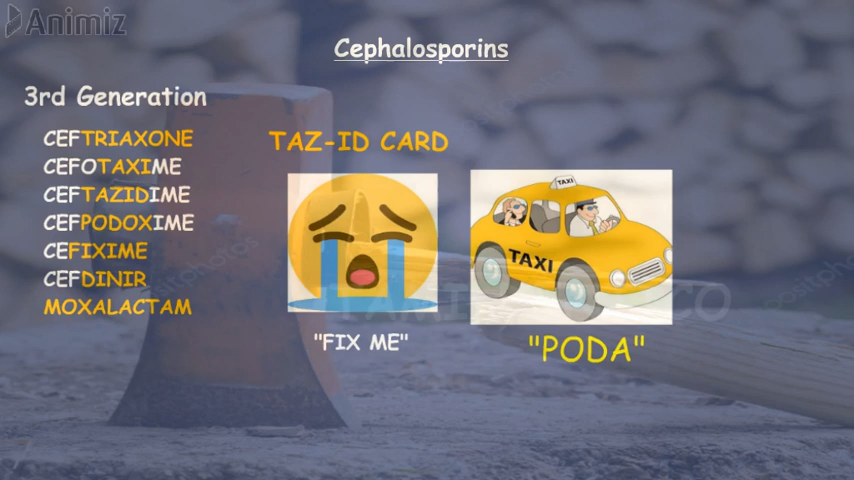 Animiz
Cephalosporins
3rd Generation
CEFTRIAXONE
CEFOTAXIME
CEFTAZIDIME
CEFPODOXIME
CEFIXIME
CEFDINIR
MOXALACTAM
TAZ-ID CARD
TAXI
TAXI
"FIX ME"
"PODA"